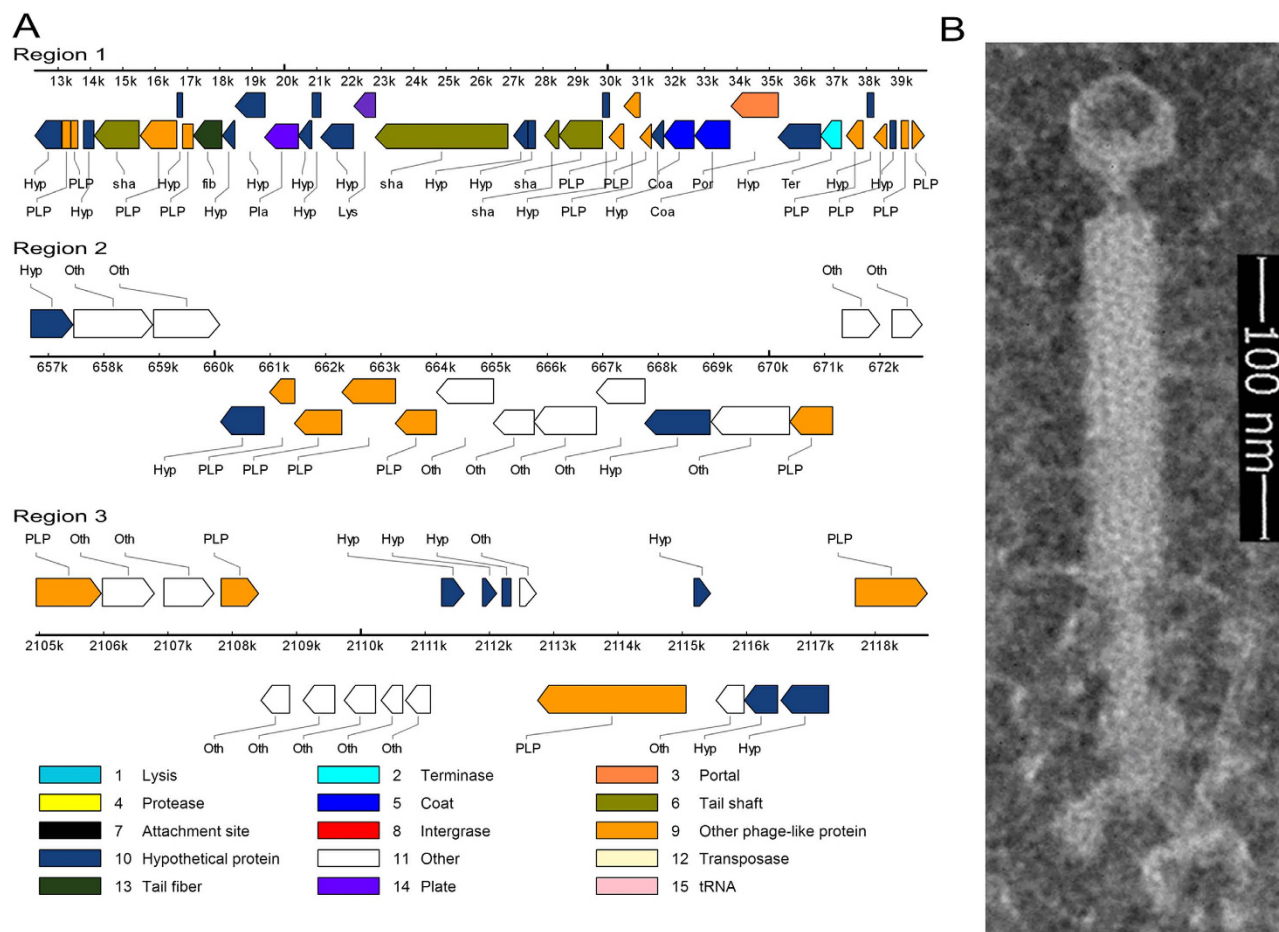 A
B
Region 1
13k 14k 15k 16k 17k 18k 19k 20k 21k 22k 23k 24k 25k 26k 27k 28k 29k 30k 31k 32k 33k 34k 35k 36k 37k 38k 39k
Hyp PLP sha Hyp fib Hyp Hyp Hyp sha Hyp Hyp sha PLP PLP Coa Por Hyp Ter Hyp Hyp PLP
PLP Hyp PLP PLP Hyp Pla Hyp Lys sha Hyp PLP Hyp Coa PLP PLP PLP
Region 2
Hyp Oth Oth Oth Oth
657k 658k 659k 660k 661k 662k 663k 664k 665k 666k 667k 668k 669k 670k 671k 672k
Hyp PLP PLP PLP PLP Oth Oth Oth Oth Hyp Oth PLP
Region 3
PLP Oth Oth PLP Hyp Hyp Hyp Oth Hyp PLP
2105k 2106k 2107k 2108k 2109k 2110k 2111k 2112k 2113k 2114k 2115k 2116k 2117k 2118k
Oth Oth Oth Oth Oth PLP Oth Hyp Hyp
1 Lysis 2 Terminase 3 Portal
4 Protease 5 Coat 6 Tail shaft
7 Attachment site 8 Intergrase 9 Other phage-like protein
10 Hypothetical protein 11 Other 12 Transposase
13 Tail fiber 14 Plate 15 tRNA
100 nm